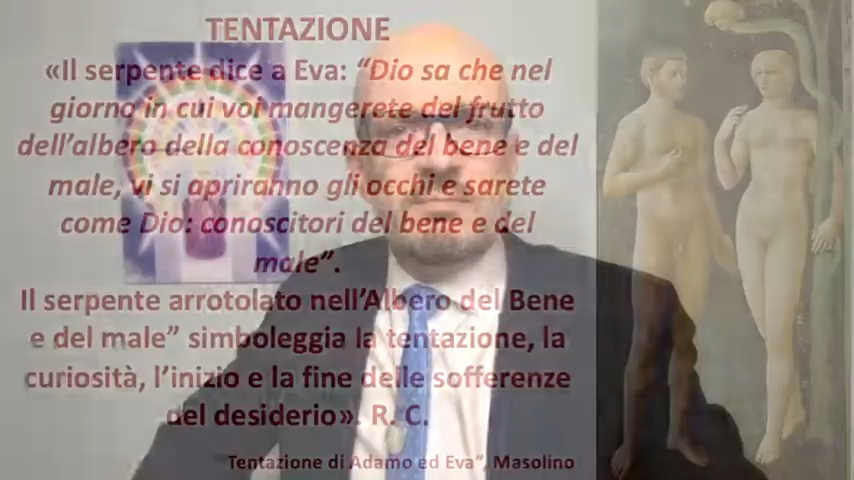 TENTAZIONE
«Il serpente dice a Eva: “Dio sa che nel
giorno in cui voi mangerete del frutto
dell’albero della conoscenza del bene e del
male, vi si apriranno gli occhi e sarete
come Dio: conoscitori del bene e del
male”.
Il serpente arrotolato nell’Albero del Bene
e del male” simboleggia la tentazione, la
curiosità, l’inizio e la fine delle sofferenze
del desiderio». R. C.
Tentazione di Adamo ed Eva”, Masolino